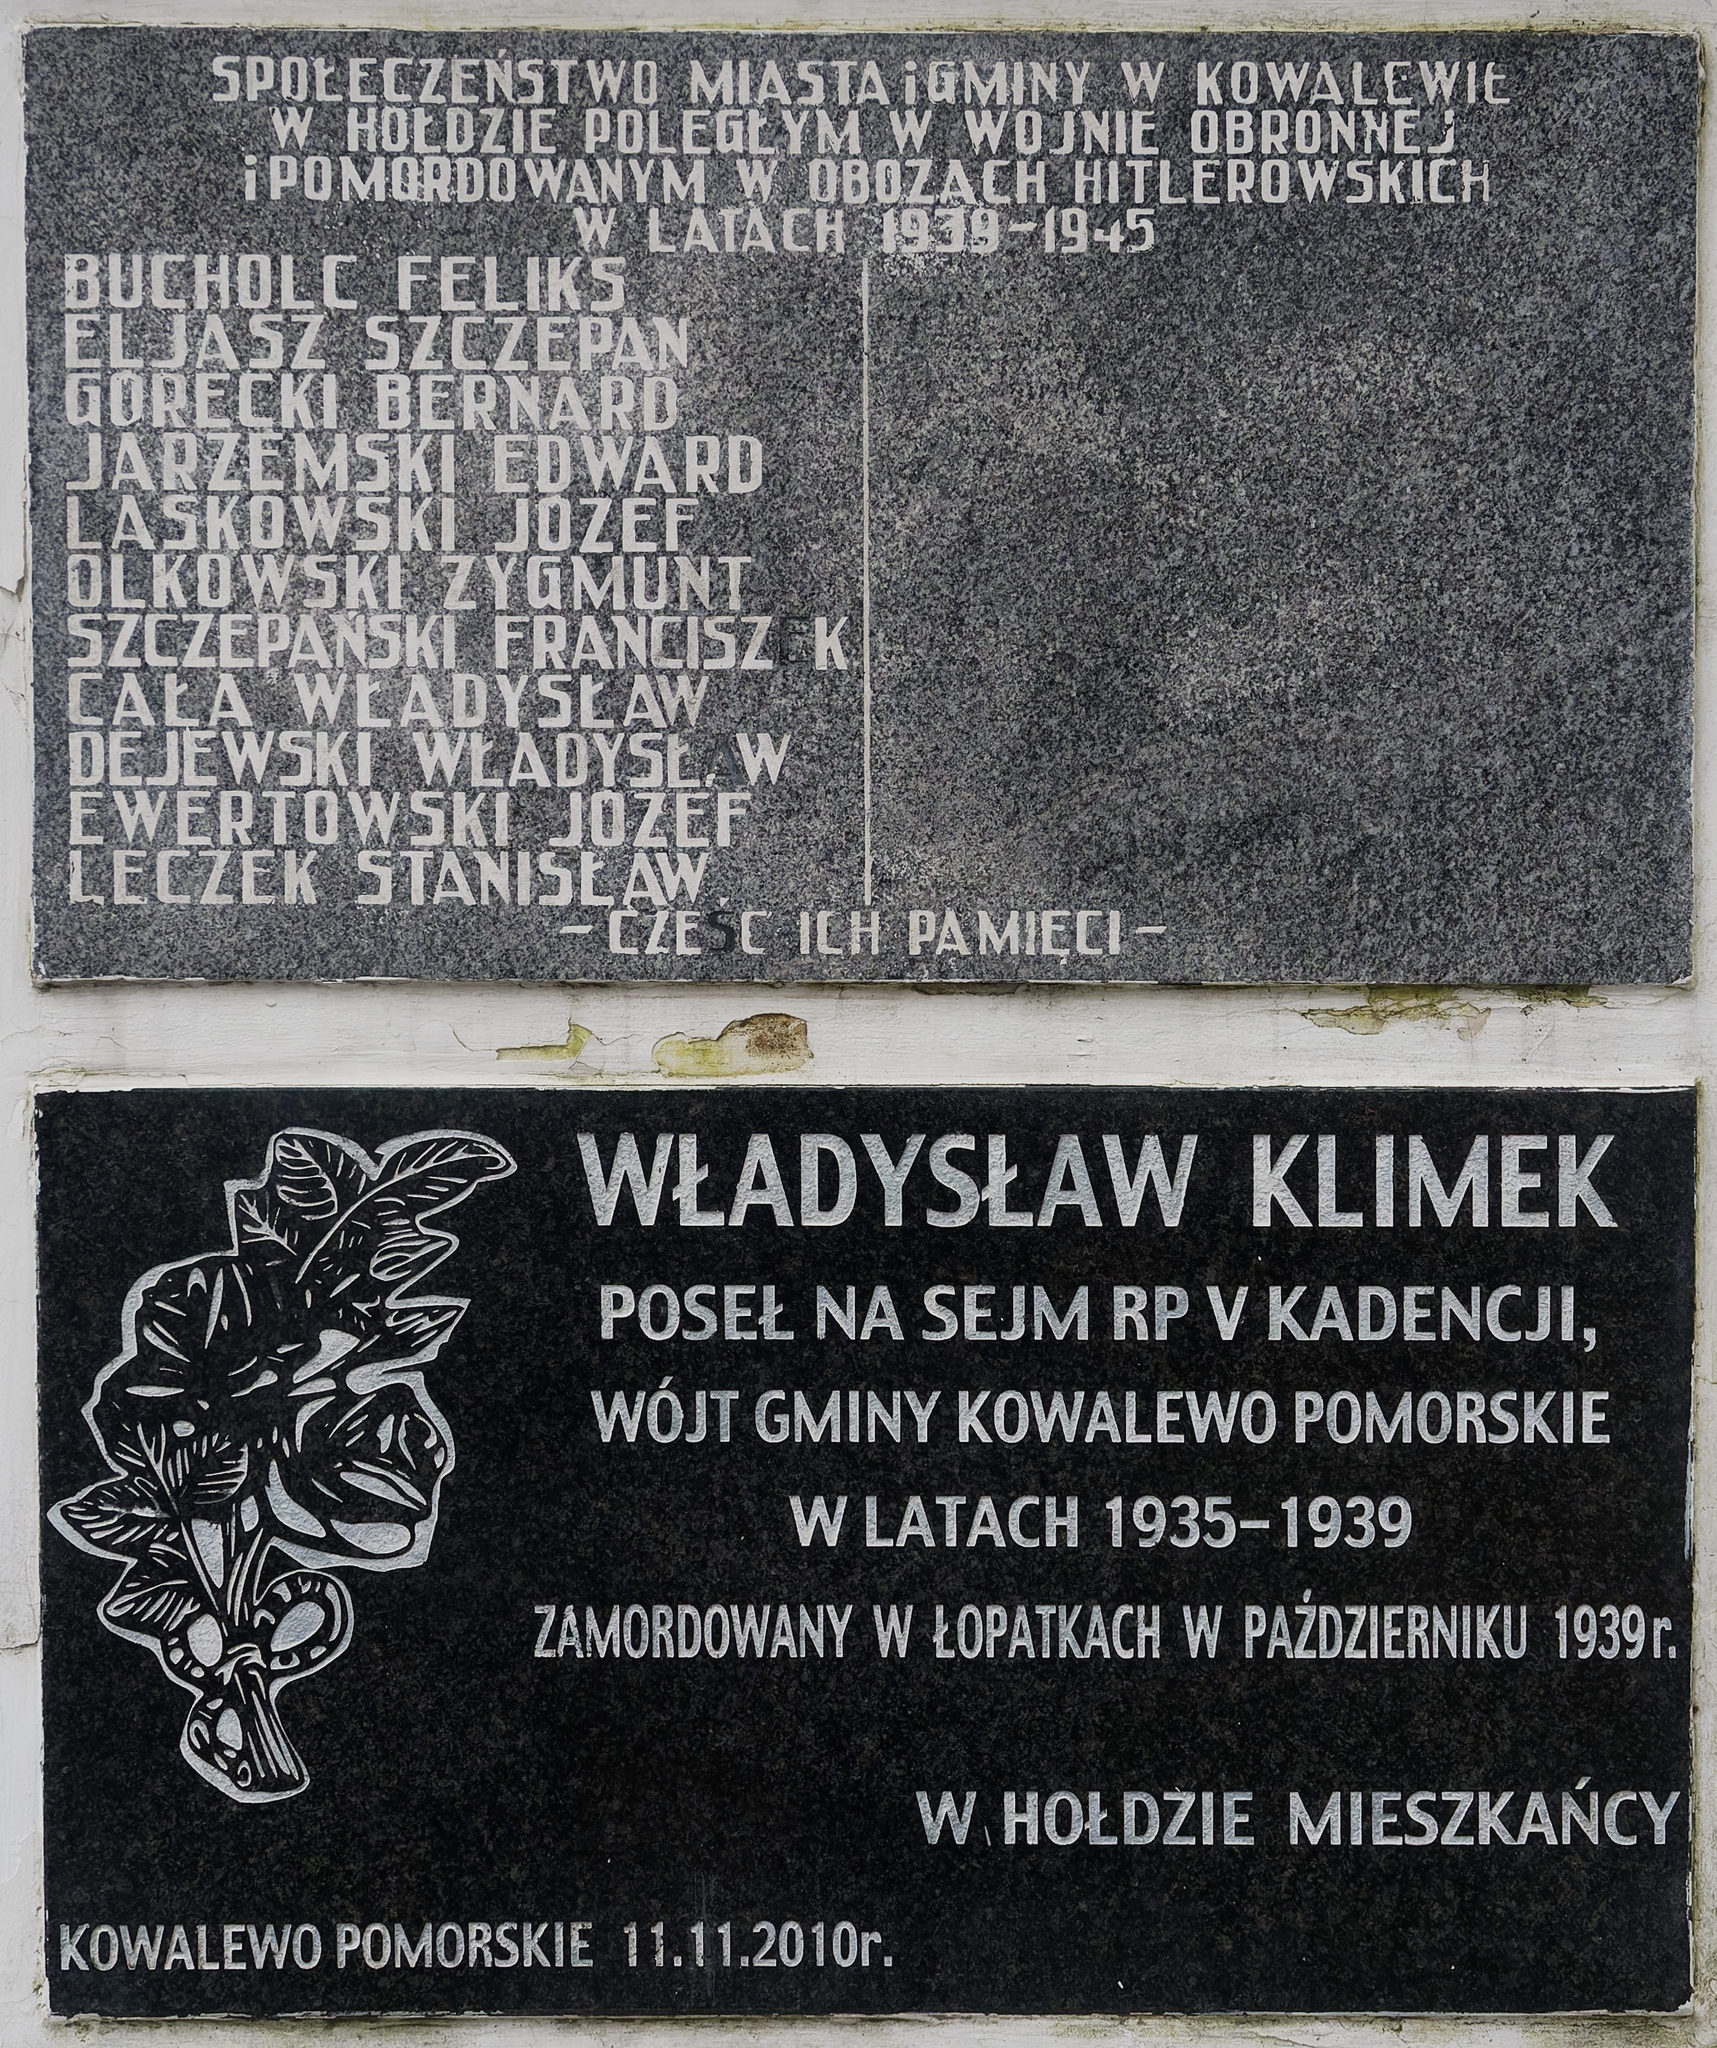 SPOŁECZEŃSTWO MIASTA i GMINY W KOWALEWIE
W HOŁDZIE POLEGŁYM W WOJNIE OBRONNEJ
i POMORDOWANYM W OBOZACH HITLEROWSKICH
W LATACH 1939-1945
BUCHOLC FELIKS
ELJASZ SZCZEPAN
GÓRECKI BERNARD
JARZEMSKI EDWARD
LASKOWSKI JÓZEF
OLKOWSKI ZYGMUNT
SZCZEPAŃSKI FRANCISZEK
CAŁA WŁADYSŁAW
DEJEWSKI WŁADYSŁAW
EWERTOWSKI JÓZEF
LECZEK STANISŁAW
- CZEŚĆ ICH PAMIĘCI -
WŁADYSŁAW KLIMEK
POSEŁ NA SEJM RP V KADENCJI,
WÓJT GMINY KOWALEWO POMORSKIE
W LATACH 1935-1939
ZAMORDOWANY W ŁOPATKACH W PAŹDZIERNIKU 1939r.
W HOŁDZIE MIESZKAŃCY
KOWALEWO POMORSKIE 11.11.2010r.